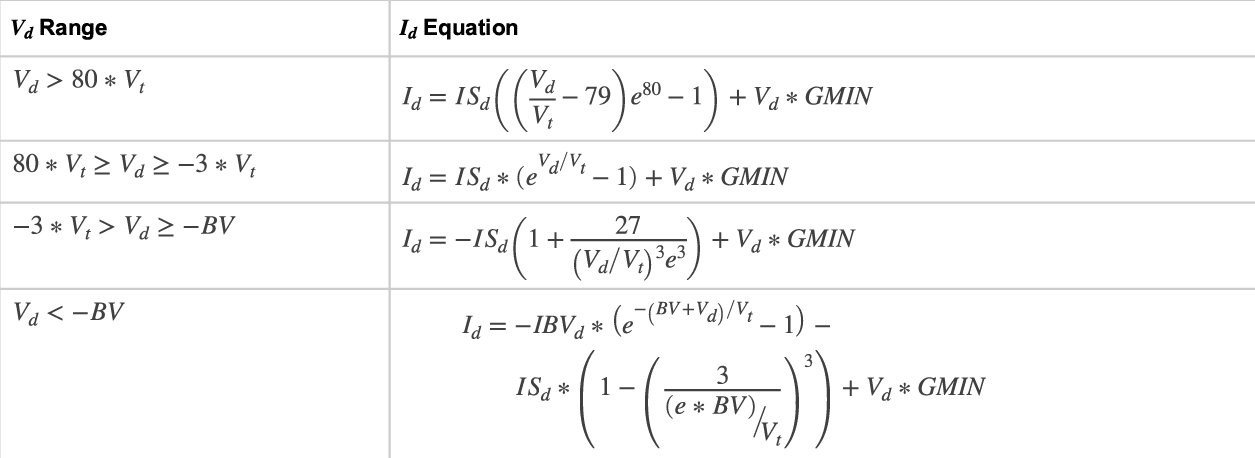 V_d Range I_d Equation
V_d > 80 * V_t
I_d = IS_d((V_d/V_t − 79)e^80 − 1) + V_d * GMIN
80 * V_t ≥ V_d ≥ −3 * V_t
I_d = IS_d * (e^(V_d/V_t) − 1) + V_d * GMIN
−3 * V_t > V_d ≥ −BV
I_d = −IS_d(1 + 27/((V_d/V_t)^3 e^3)) + V_d * GMIN
V_d < −BV
I_d = −IBV_d * (e^(−(BV+V_d)/V_t) − 1) −
IS_d * (1 − (3/((e * BV)/V_t))^3) + V_d * GMIN